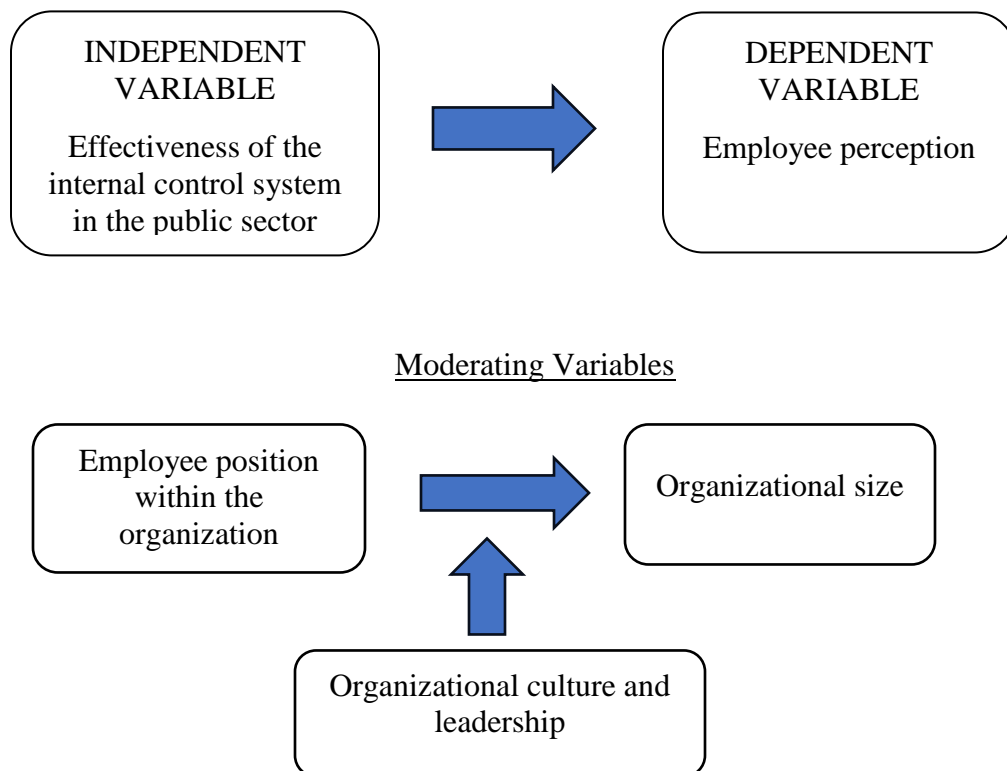 INDEPENDENT
VARIABLE
Effectiveness of the
internal control system
in the public sector
DEPENDENT
VARIABLE
Employee perception
Moderating Variables
Employee position
within the
organization
Organizational size
Organizational culture and
leadership